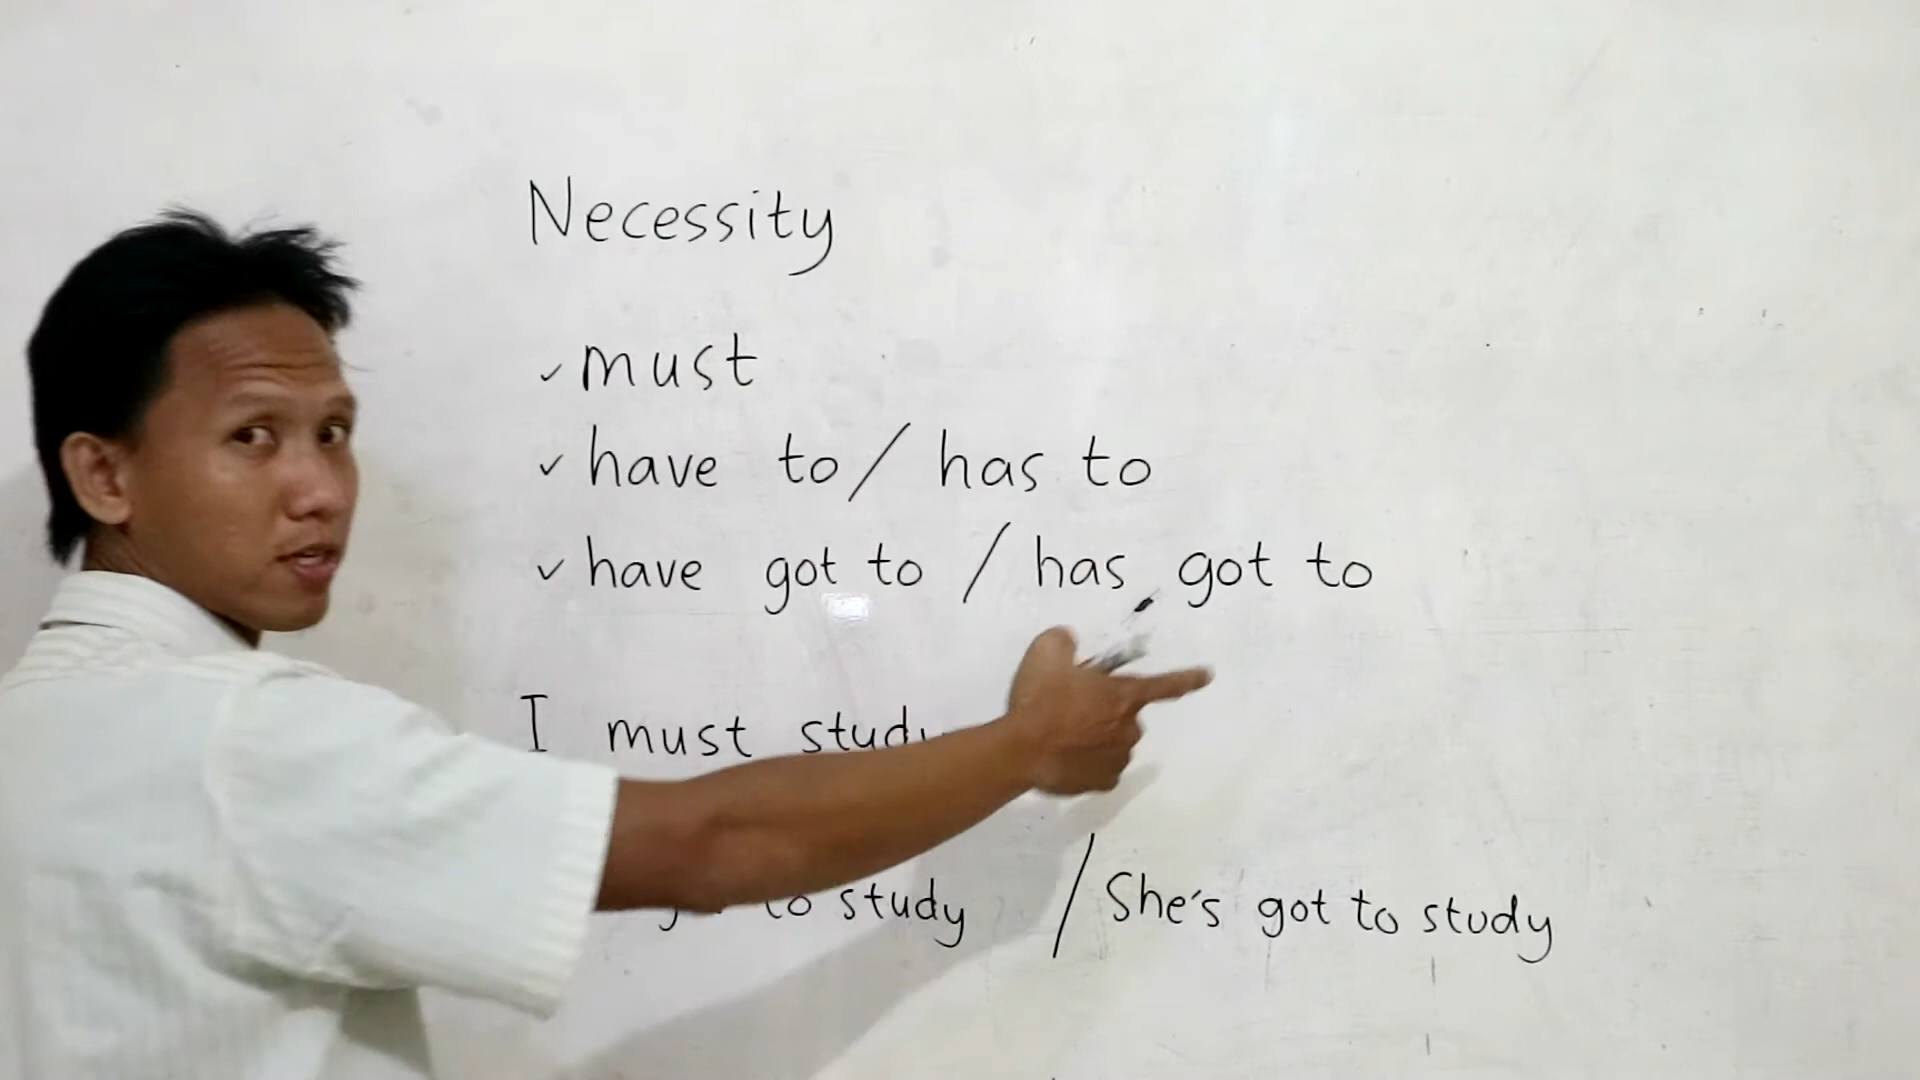 Necessity
✓ must
✓ have to / has to
✓ have got to / has got to
I must
to study / She's got to study